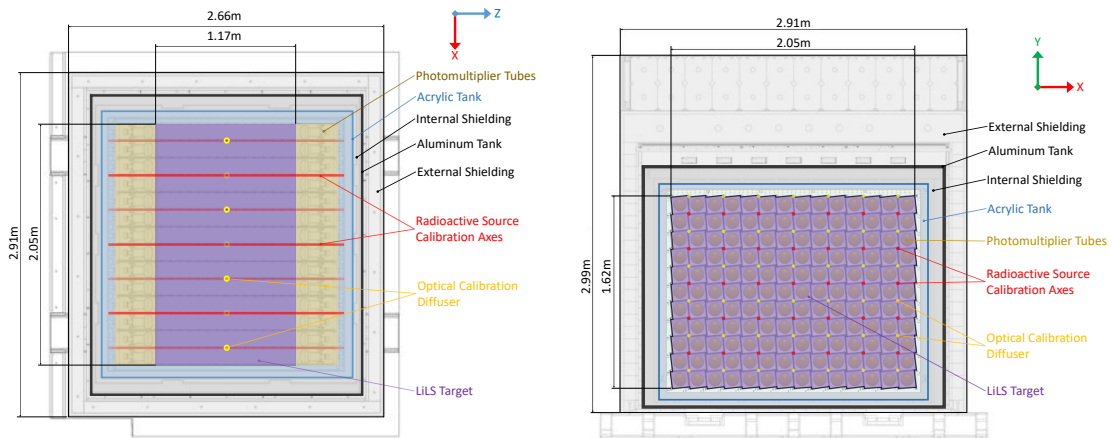 2.66m
1.17m
Z
X
Photomultiplier Tubes
Acrylic Tank
Internal Shielding
Aluminum Tank
External Shielding
Radioactive Source
Calibration Axes
Optical Calibration
Diffuser
LiLS Target
2.91m
2.05m
2.91m
2.05m
Y
X
External Shielding
Aluminum Tank
Internal Shielding
Acrylic Tank
Photomultiplier Tubes
Radioactive Source
Calibration Axes
Optical Calibration
Diffuser
LiLS Target
2.99m
1.62m